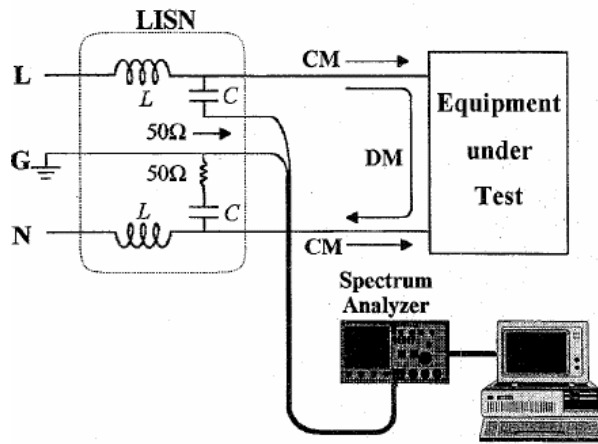 LISN
L
L
C
CM
Equipment
under
Test
50Ω
G
50Ω
DM
L
C
N
CM
Spectrum
Analyzer